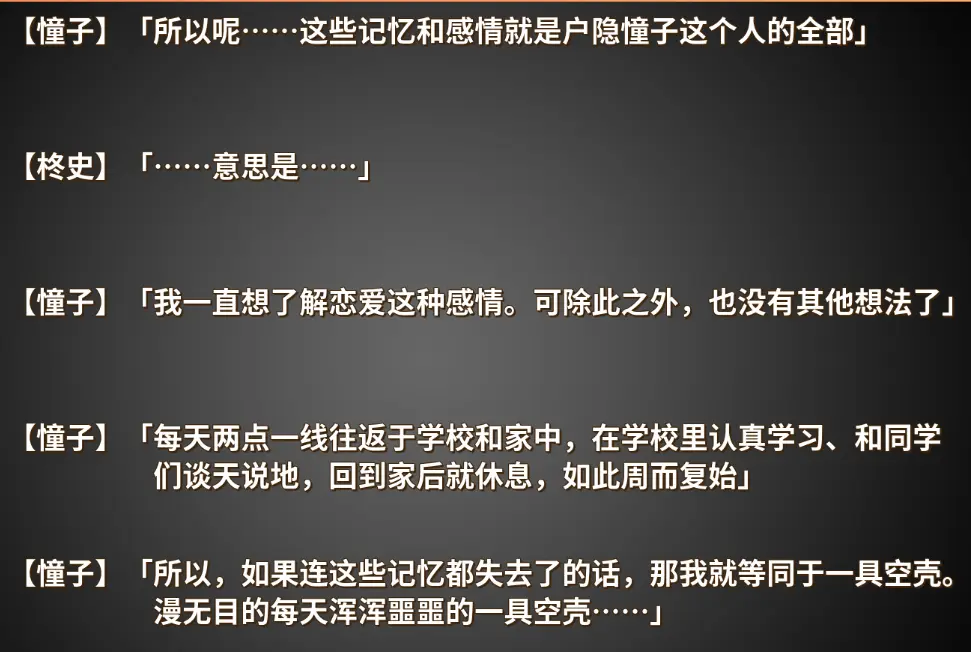 【憧子】「所以呢……这些记忆和感情就是户隐憧子这个人的全部」
【柊史】「……意思是……」
【憧子】「我一直想了解恋爱这种感情。可除此之外，也没有其他想法了」
【憧子】「每天两点一线往返于学校和家中，在学校里认真学习、和同学
们谈天说地，回到家后就休息，如此周而复始」
【憧子】「所以，如果连这些记忆都失去了的话，那我就等同于一具空壳。
漫无目的每天浑浑噩噩的一具空壳……」